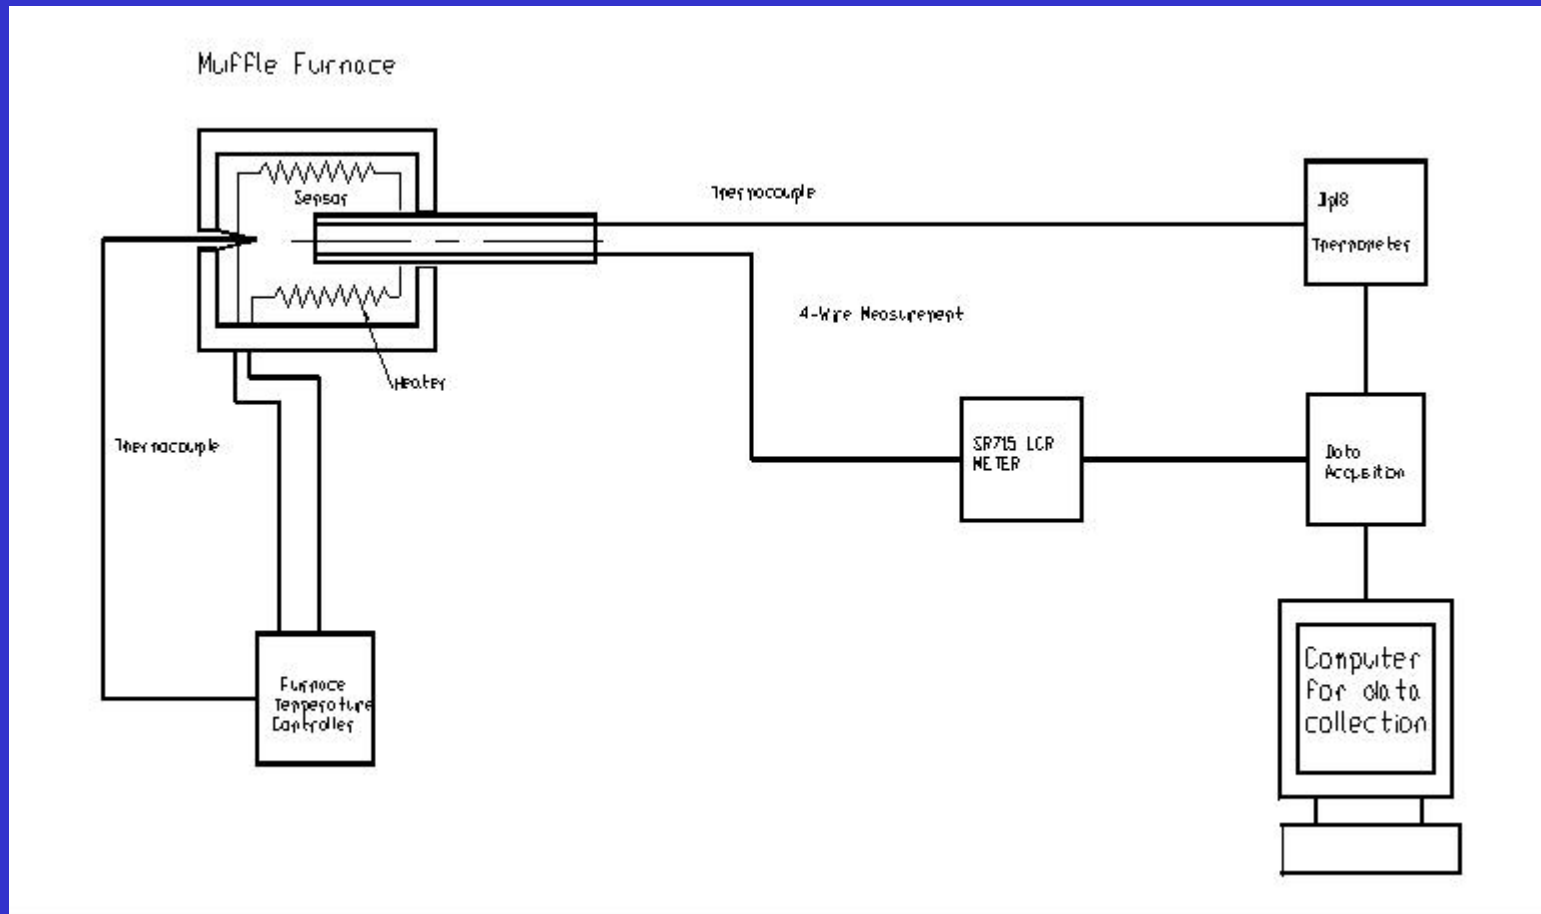 Muffle Furnace
Sensor
Thermocouple
Thermometer
4-Wire Measurement
Heater
Thermocouple
SR715 LCR
METER
Data
Acqusition
Furnace
Temperature
Controller
Computer
for data
collection